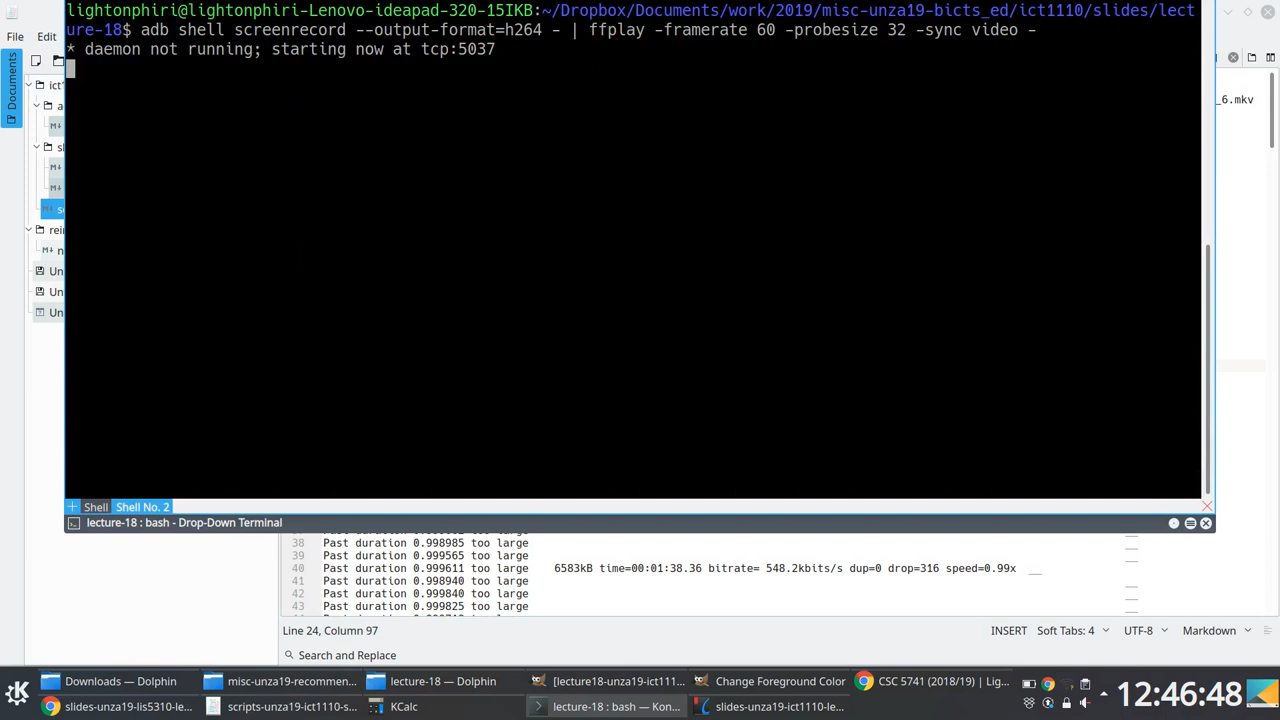 lightonphiri@lightonphiri-Lenovo-ideapad-320-15IKB:~/Dropbox/Documents/work/2019/misc-unza19-bicts_ed/ict1110/slides/lect
ure-18$ adb shell screenrecord --output-format=h264 - | ffplay -framerate 60 -probesize 32 -sync video -
* daemon not running; starting now at tcp:5037
File Edit
Documents
_6.mkv
Un
Un
Un
+ Shell Shell No. 2
lecture-18 : bash - Drop-Down Terminal
38 Past duration 0.998985 too large
39 Past duration 0.999565 too large
40 Past duration 0.999611 too large 6583kB time=00:01:38.36 bitrate= 548.2kbits/s dup=0 drop=316 speed=0.99x
41 Past duration 0.998940 too large
42 Past duration 0.999840 too large
43 Past duration 0.999825 too large
Line 24, Column 97 INSERT Soft Tabs: 4 UTF-8 Markdown
Search and Replace
Downloads — Dolphin misc-unza19-recommen... lecture-18 — Dolphin [lecture18-unza19-ict111... Change Foreground Color CSC 5741 (2018/19) | Lig...
slides-unza19-lis5310-le... scripts-unza19-ict1110-s... KCalc lecture-18 : bash — Kon... slides-unza19-ict1110-le...
12:46:48